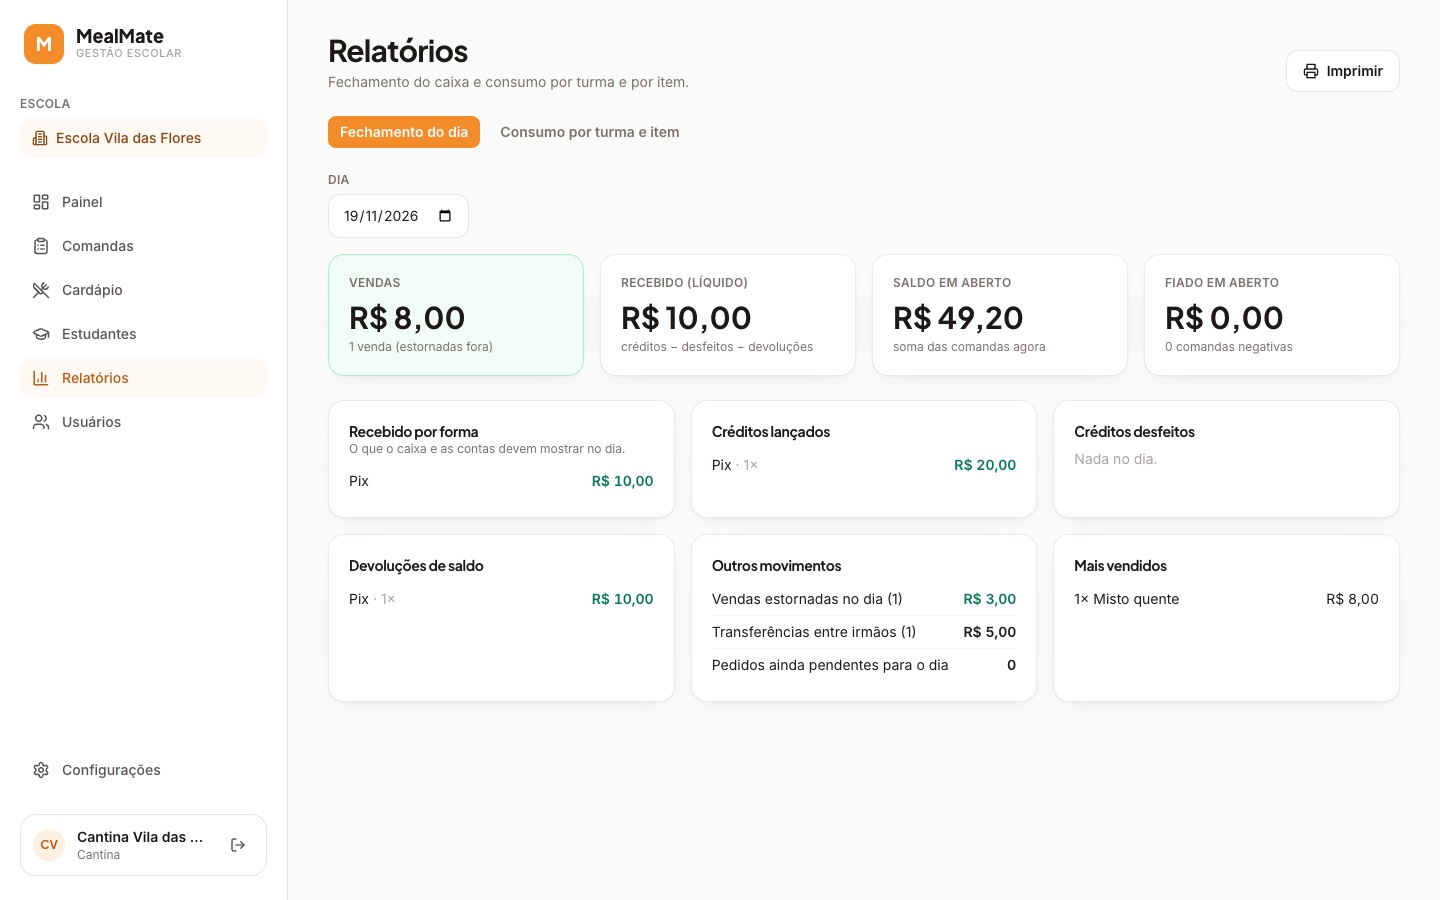 M
MealMate
GESTÃO ESCOLAR
ESCOLA
Escola Vila das Flores
Painel
Comandas
Cardápio
Estudantes
Relatórios
Usuários
Configurações
CV
Cantina Vila das ...
Cantina
Relatórios
Fechamento do caixa e consumo por turma e por item.
Imprimir
Fechamento do dia
Consumo por turma e item
DIA
19/11/2026
VENDAS
R$ 8,00
1 venda (estornadas fora)
RECEBIDO (LÍQUIDO)
R$ 10,00
créditos − desfeitos − devoluções
SALDO EM ABERTO
R$ 49,20
soma das comandas agora
FIADO EM ABERTO
R$ 0,00
0 comandas negativas
Recebido por forma
O que o caixa e as contas devem mostrar no dia.
Pix R$ 10,00
Créditos lançados
Pix · 1× R$ 20,00
Créditos desfeitos
Nada no dia.
Devoluções de saldo
Pix · 1× R$ 10,00
Outros movimentos
Vendas estornadas no dia (1) R$ 3,00
Transferências entre irmãos (1) R$ 5,00
Pedidos ainda pendentes para o dia 0
Mais vendidos
1× Misto quente R$ 8,00